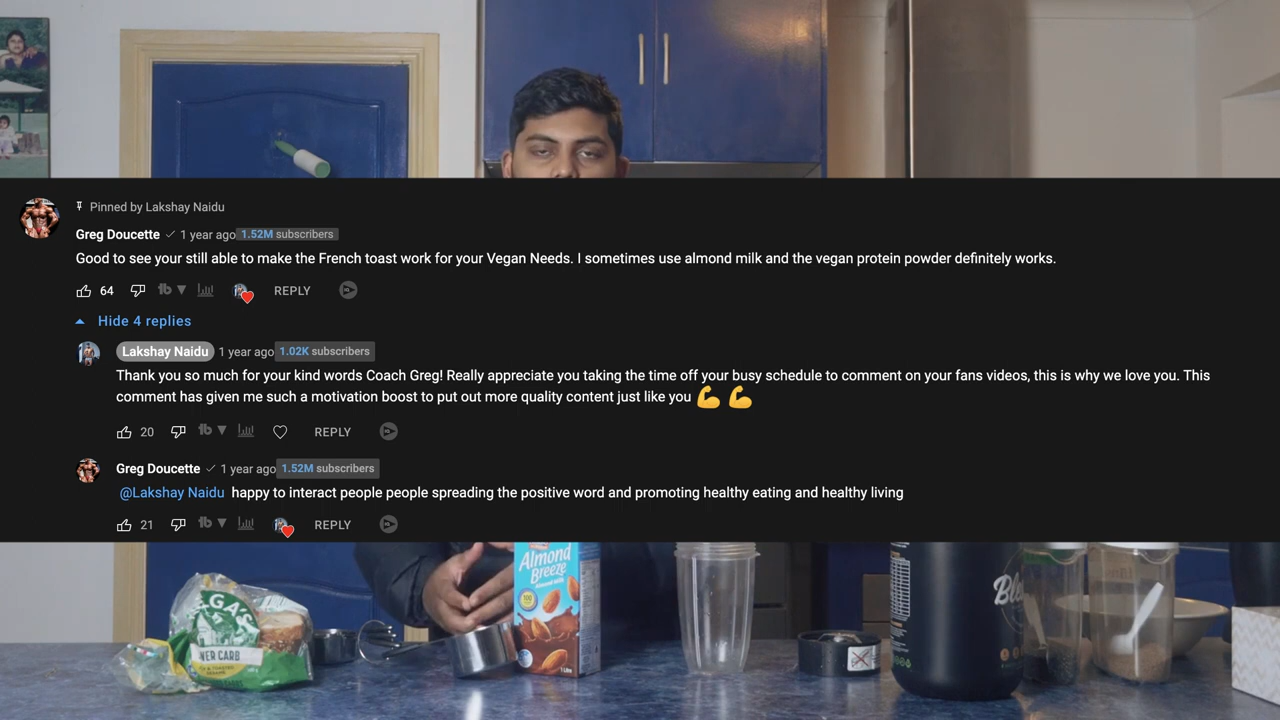 Pinned by Lakshay Naidu
Greg Doucette 1 year ago 1.52M subscribers
Good to see your still able to make the French toast work for your Vegan Needs. I sometimes use almond milk and the vegan protein powder definitely works.
64 REPLY
Hide 4 replies
Lakshay Naidu 1 year ago 1.02K subscribers
Thank you so much for your kind words Coach Greg! Really appreciate you taking the time off your busy schedule to comment on your fans videos, this is why we love you. This
comment has given me such a motivation boost to put out more quality content just like you 💪 💪
20 REPLY
Greg Doucette 1 year ago 1.52M subscribers
@Lakshay Naidu happy to interact people people spreading the positive word and promoting healthy eating and healthy living
21 REPLY
Almond
Breeze